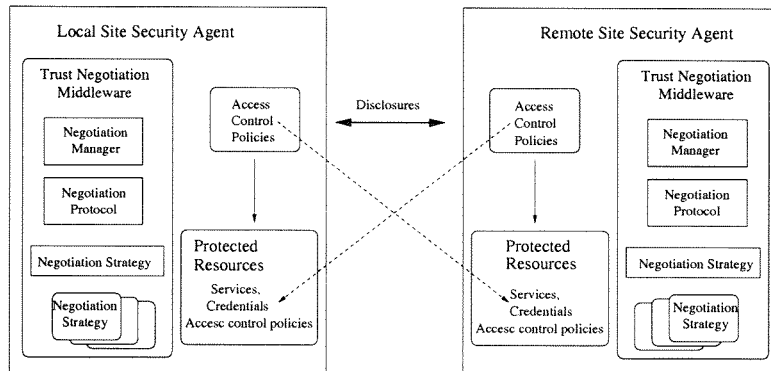 Local Site Security Agent
Trust Negotiation
Middleware
Negotiation
Manager
Negotiation
Protocol
Negotiation Strategy
Negotiation
Strategy
Access
Control
Policies
Protected
Resources
Services,
Credentials
Accesc control policies
Disclosures
Remote Site Security Agent
Access
Control
Policies
Protected
Resources
Services,
Credentials
Accesc control policies
Trust Negotiation
Middleware
Negotiation
Manager
Negotiation
Protocol
Negotiation Strategy
Negotiation
Strategy